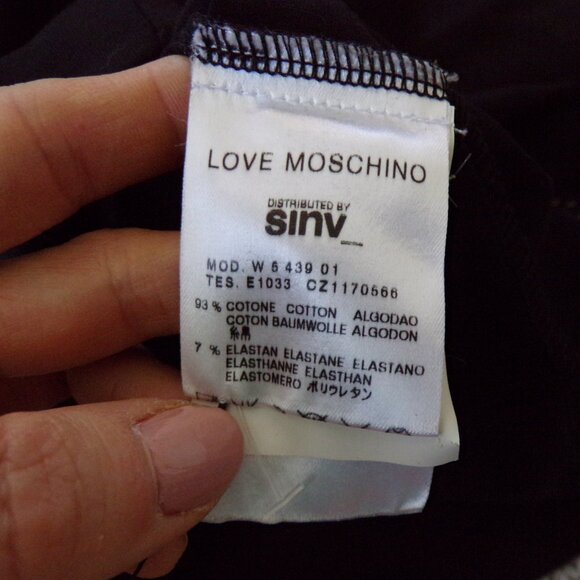 LOVE MOSCHINO
DISTRIBUTED BY
sinv
MOD. W 5 439 01
TES. E1033 CZ1170566
93 % COTONE COTTON ALGODAO
COTON BAUMWOLLE ALGODON
綿
7 % ELASTAN ELASTANE ELASTANO
ELASTHANNE ELASTHAN
ELASTOMERO ポリウレタン